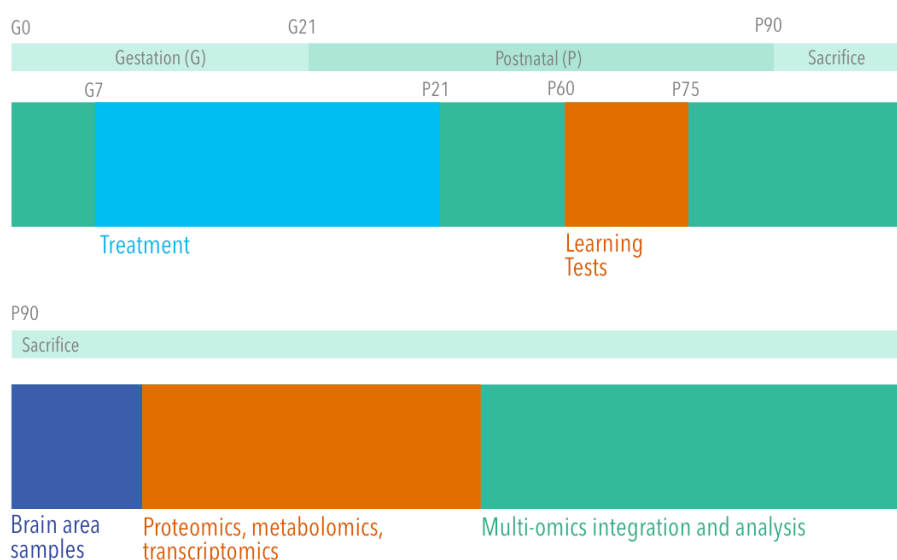 G0 G21 P90
Gestation (G) Postnatal (P) Sacrifice
G7 P21 P60 P75
Treatment
Learning
Tests
P90
Sacrifice
Brain area
samples
Proteomics, metabolomics,
transcriptomics
Multi-omics integration and analysis